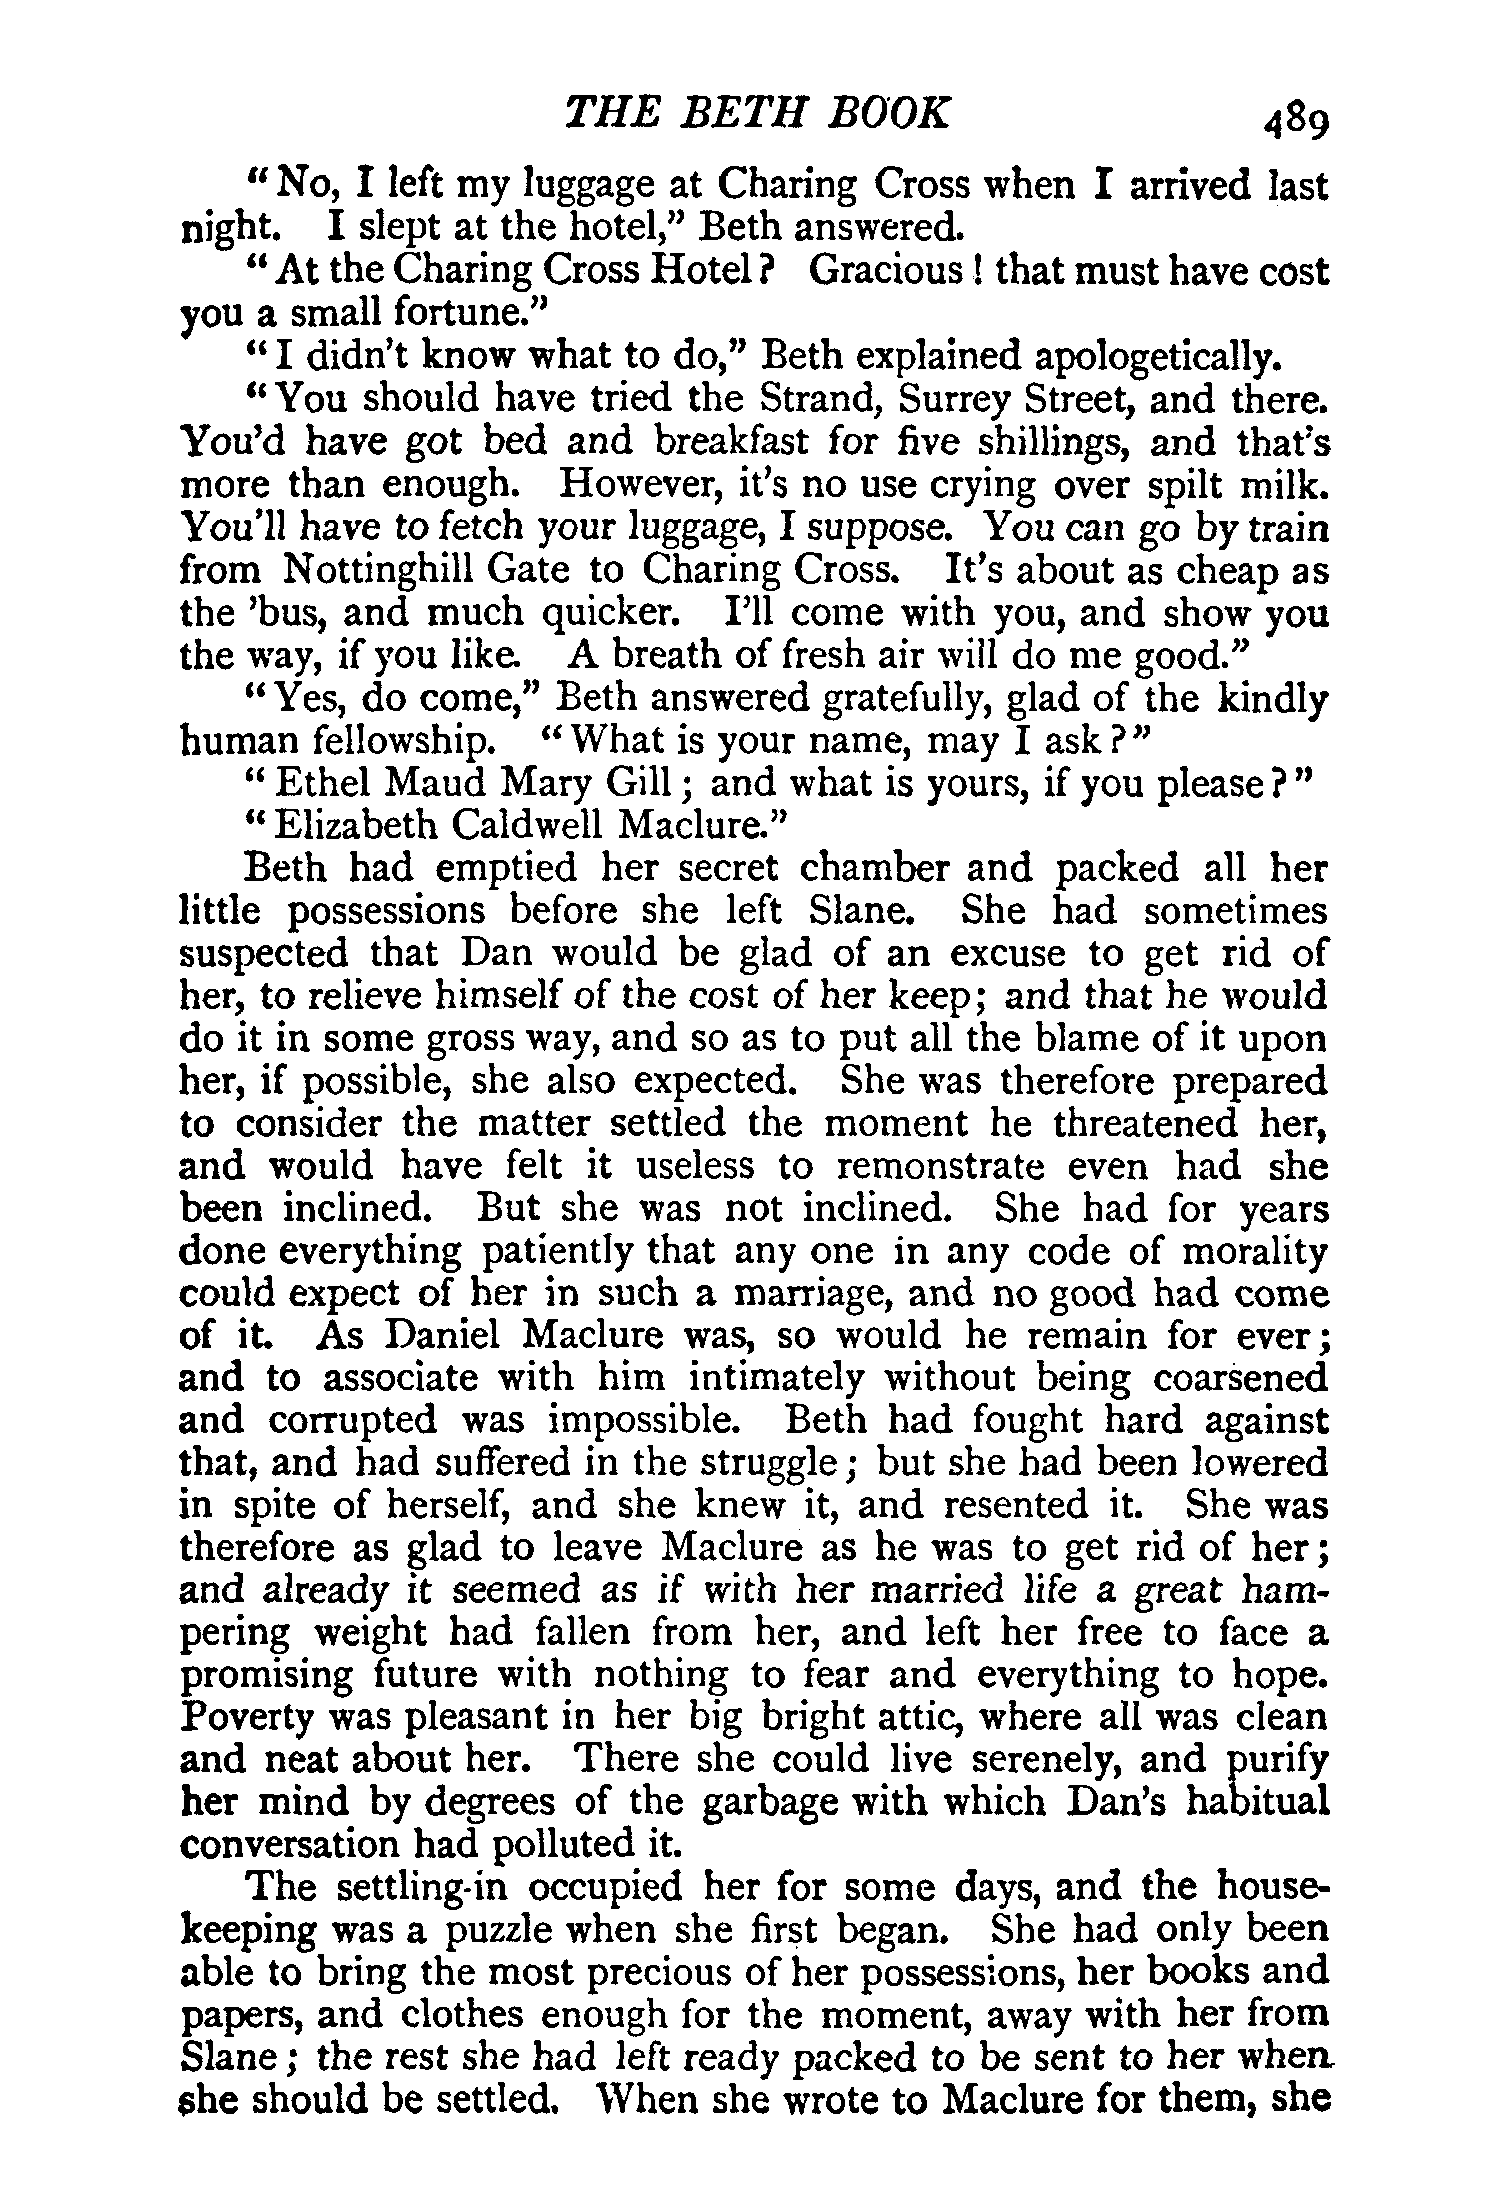 THE BETH BOOK 489
“ No, I left my luggage at Charing Cross when I arrived last
night. I slept at the hotel,” Beth answered.
“ At the Charing Cross Hotel ? Gracious ! that must have cost
you a small fortune.”
“ I didn’t know what to do,” Beth explained apologetically.
“ You should have tried the Strand, Surrey Street, and there.
You’d have got bed and breakfast for five shillings, and that’s
more than enough. However, it’s no use crying over spilt milk.
You’ll have to fetch your luggage, I suppose. You can go by train
from Nottinghill Gate to Charing Cross. It’s about as cheap as
the ’bus, and much quicker. I’ll come with you, and show you
the way, if you like. A breath of fresh air will do me good.”
“ Yes, do come,” Beth answered gratefully, glad of the kindly
human fellowship. “ What is your name, may I ask ? ”
“ Ethel Maud Mary Gill ; and what is yours, if you please ? ”
“ Elizabeth Caldwell Maclure.”
Beth had emptied her secret chamber and packed all her
little possessions before she left Slane. She had sometimes
suspected that Dan would be glad of an excuse to get rid of
her, to relieve himself of the cost of her keep; and that he would
do it in some gross way, and so as to put all the blame of it upon
her, if possible, she also expected. She was therefore prepared
to consider the matter settled the moment he threatened her,
and would have felt it useless to remonstrate even had she
been inclined. But she was not inclined. She had for years
done everything patiently that any one in any code of morality
could expect of her in such a marriage, and no good had come
of it. As Daniel Maclure was, so would he remain for ever ;
and to associate with him intimately without being coarsened
and corrupted was impossible. Beth had fought hard against
that, and had suffered in the struggle ; but she had been lowered
in spite of herself, and she knew it, and resented it. She was
therefore as glad to leave Maclure as he was to get rid of her ;
and already it seemed as if with her married life a great ham-
pering weight had fallen from her, and left her free to face a
promising future with nothing to fear and everything to hope.
Poverty was pleasant in her big bright attic, where all was clean
and neat about her. There she could live serenely, and purify
her mind by degrees of the garbage with which Dan’s habitual
conversation had polluted it.
The settling-in occupied her for some days, and the house-
keeping was a puzzle when she first began. She had only been
able to bring the most precious of her possessions, her books and
papers, and clothes enough for the moment, away with her from
Slane ; the rest she had left ready packed to be sent to her when
she should be settled. When she wrote to Maclure for them, she